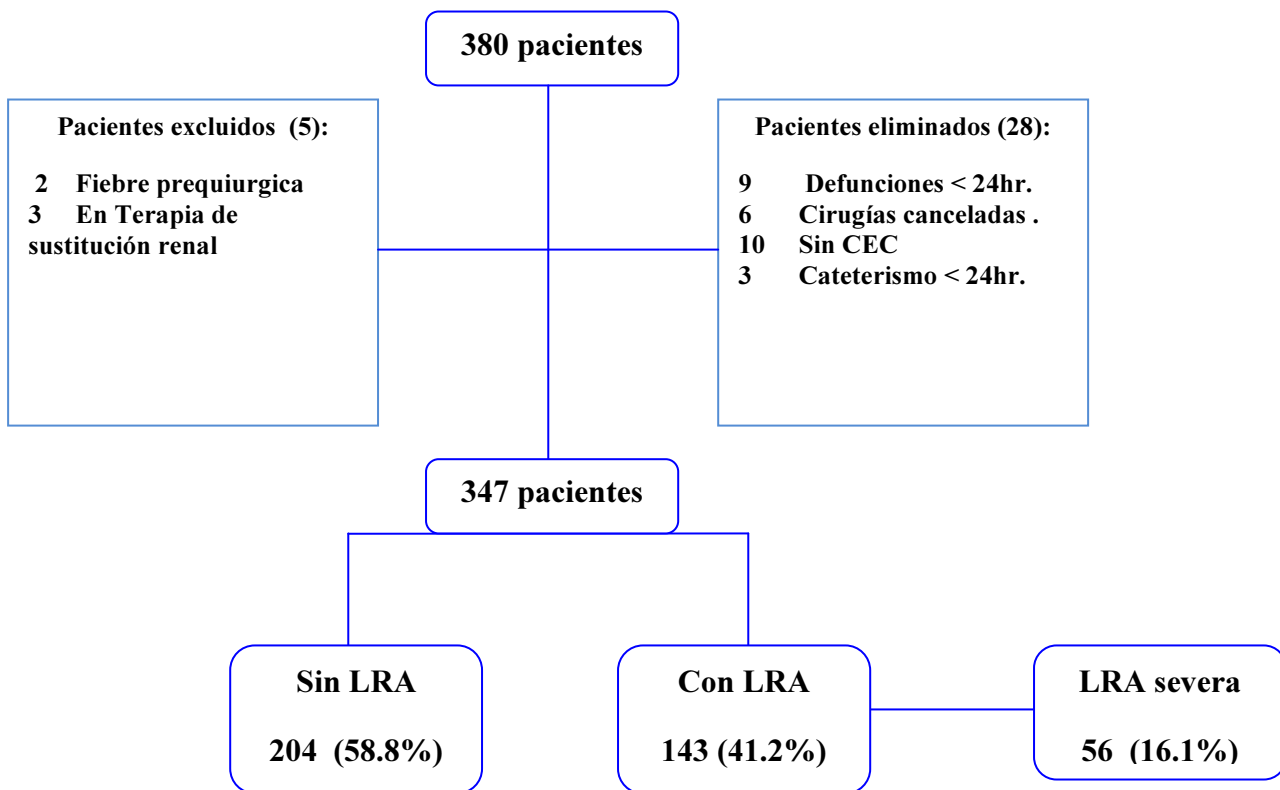 380 pacientes
Pacientes excluidos (5):
2 Fiebre prequiurgica
3 En Terapia de
sustitución renal
Pacientes eliminados (28):
9 Defunciones < 24hr.
6 Cirugías canceladas .
10 Sin CEC
3 Cateterismo < 24hr.
347 pacientes
Sin LRA
204 (58.8%)
Con LRA
143 (41.2%)
LRA severa
56 (16.1%)